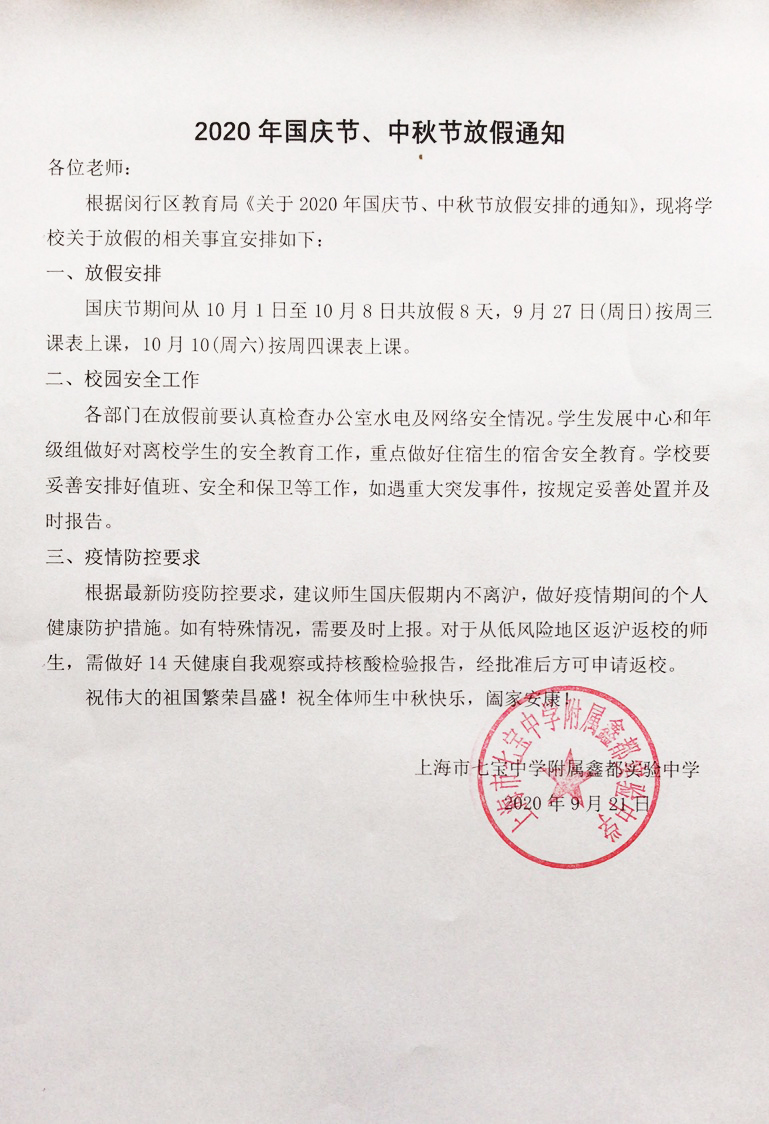 2020 年国庆节、中秋节放假通知
各位老师：
根据闵行区教育局《关于 2020 年国庆节、中秋节放假安排的通知》，现将学
校关于放假的相关事宜安排如下：
一、放假安排
国庆节期间从 10 月 1 日至 10 月 8 日共放假 8 天，9 月 27 日(周日)按周三
课表上课，10 月 10(周六)按周四课表上课。
二、校园安全工作
各部门在放假前要认真检查办公室水电及网络安全情况。学生发展中心和年
级组做好对离校学生的安全教育工作，重点做好住宿生的宿舍安全教育。学校要
妥善安排好值班、安全和保卫等工作，如遇重大突发事件，按规定妥善处置并及
时报告。
三、疫情防控要求
根据最新防疫防控要求，建议师生国庆假期内不离沪，做好疫情期间的个人
健康防护措施。如有特殊情况，需要及时上报。对于从低风险地区返沪返校的师
生，需做好 14 天健康自我观察或持核酸检验报告，经批准后方可申请返校。
祝伟大的祖国繁荣昌盛！祝全体师生中秋快乐，阖家安康！
上海市七宝中学附属鑫都实验中学
2020 年 9 月 21 日
上海市七宝中学附属鑫都实验中学